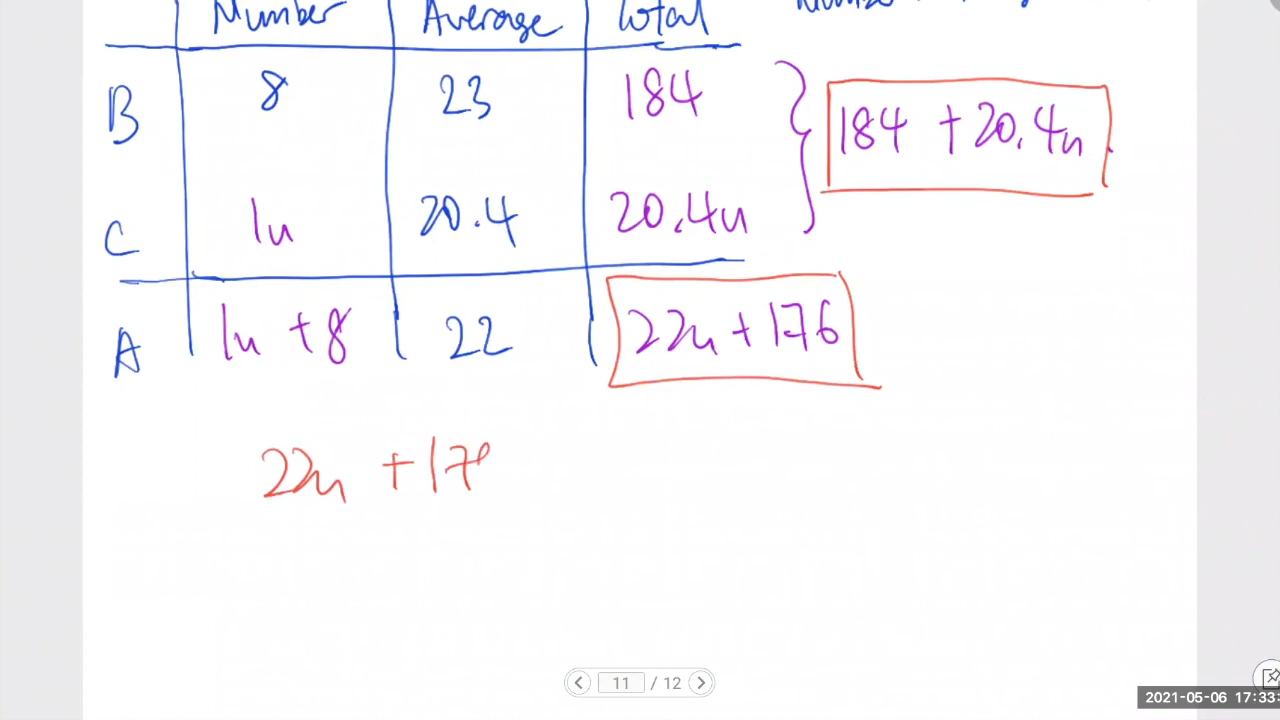 Number Average Total
B 8 23 184
184 + 20.4u
C 1u 20.4 20.4u
A 1u + 8 22 22u + 176
22u + 17
11 / 12
2021-05-06 17:33: